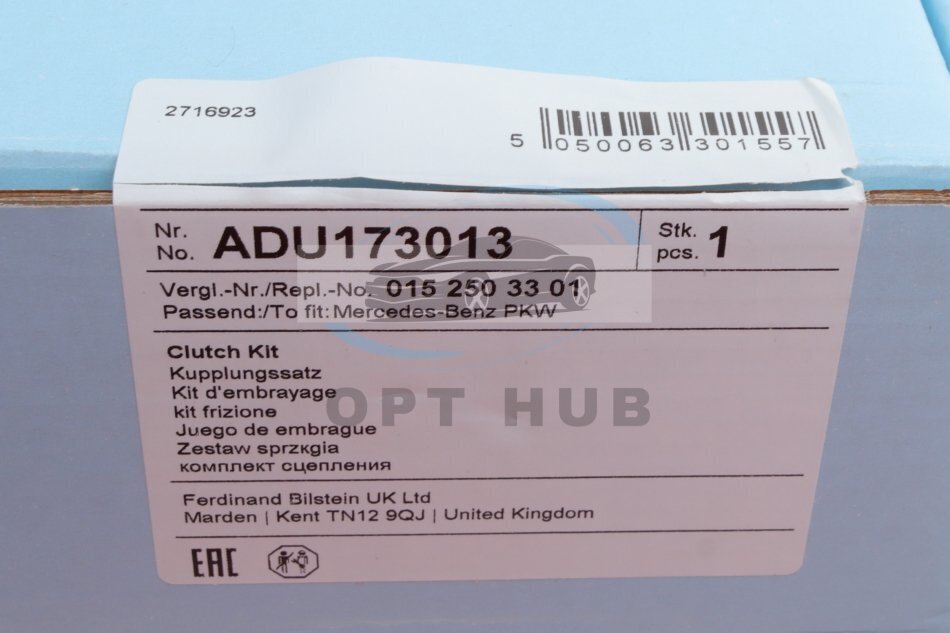 2716923
5 050063 301557
Nr.
No. ADU173013
Stk.
pcs. 1
Vergl.-Nr./Repl.-No. 015 250 33 01
Passend:/To fit: Mercedes-Benz PKW
Clutch Kit
Kupplungssatz
Kit d'embrayage
kit frizione
OPT HUB
Juego de embrague
Zestaw sprzкgia
комплект сцепления
Ferdinand Bilstein UK Ltd
Marden | Kent TN12 9QJ | United Kingdom
EAC